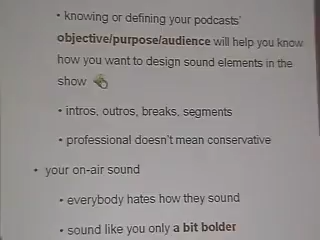 • knowing or defining your podcasts'
objective/purpose/audience will help you know
how you want to design sound elements in the
show
• intros, outros, breaks, segments
• professional doesn't mean conservative
• your on-air sound
• everybody hates how they sound
• sound like you only a bit bolder